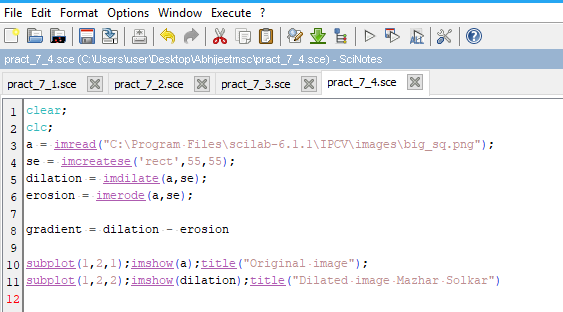 File Edit Format Options Window Execute ?
pract_7_4.sce (C:\Users\user\Desktop\Abhijeetmsc\pract_7_4.sce) - SciNotes
pract_7_1.sce pract_7_2.sce pract_7_3.sce pract_7_4.sce
1 clear;
2 clc;
3 a = imread("C:\Program Files\scilab-6.1.1\IPCV\images\big_sq.png");
4 se = imcreatese('rect',55,55);
5 dilation = imdilate(a,se);
6 erosion = imerode(a,se);
7
8 gradient = dilation - erosion
9
10 subplot(1,2,1);imshow(a);title("Original image");
11 subplot(1,2,2);imshow(dilation);title("Dilated image Mazhar Solkar")
12